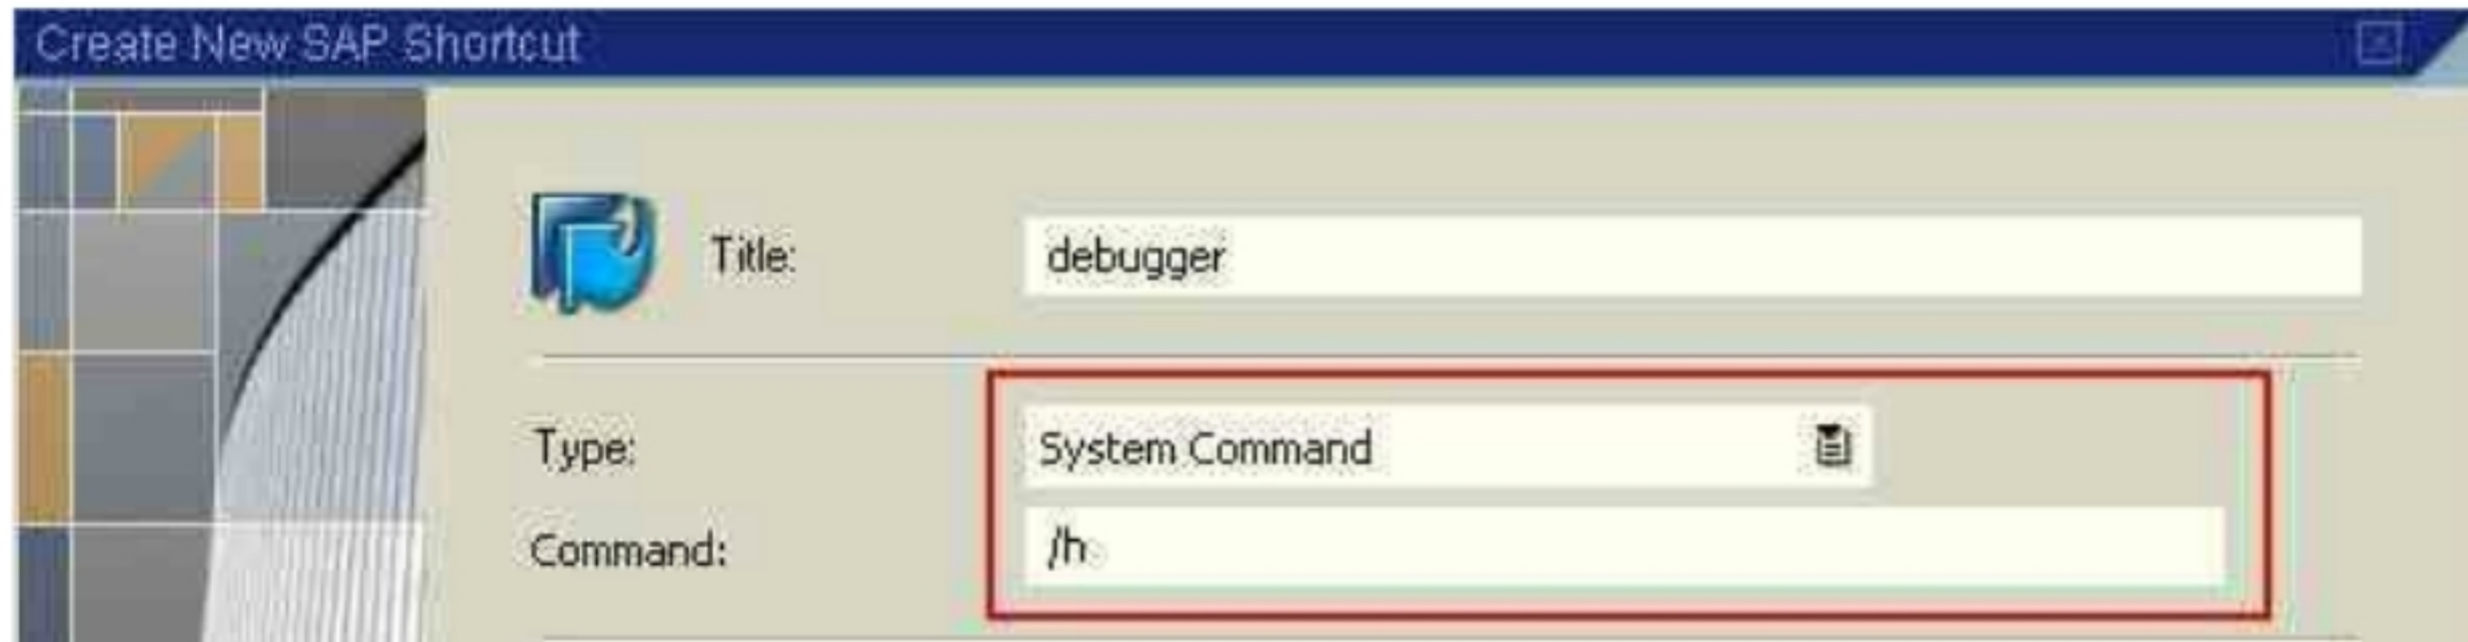 Create New SAP Shortcut
Title: debugger
Type: System Command
Command: /h